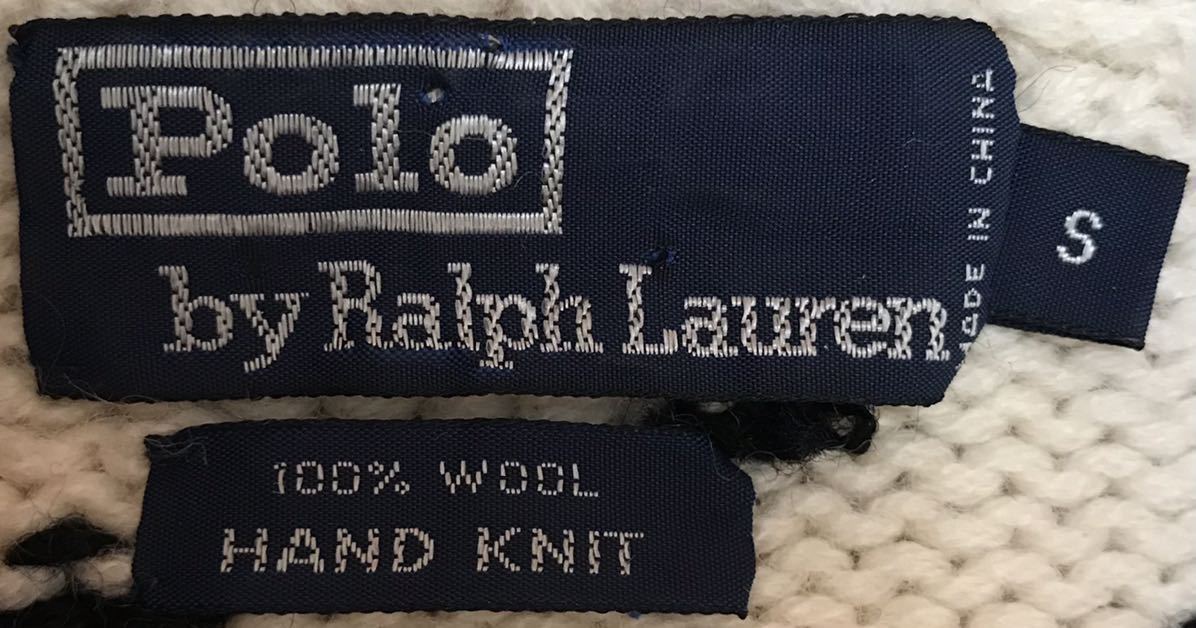 Polo
by Ralph Lauren
MADE IN CHINA
S
100% WOOL
HAND KNIT